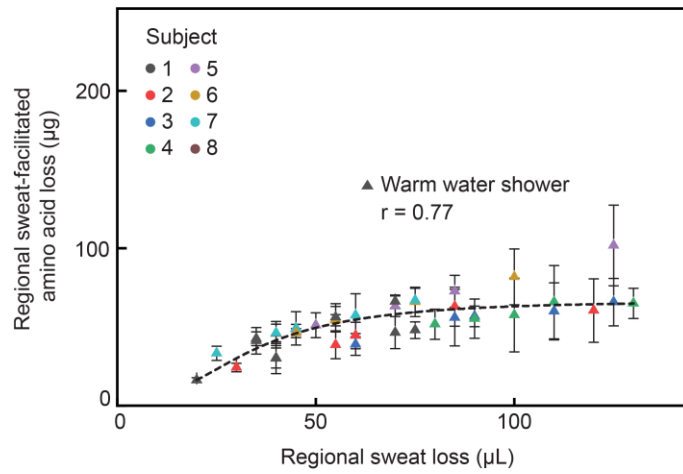 Subject
1 5
2 6
3 7
4 8
Warm water shower
r = 0.77
Regional sweat-facilitated
amino acid loss (µg)
200
100
0
0 50 100
Regional sweat loss (µL)